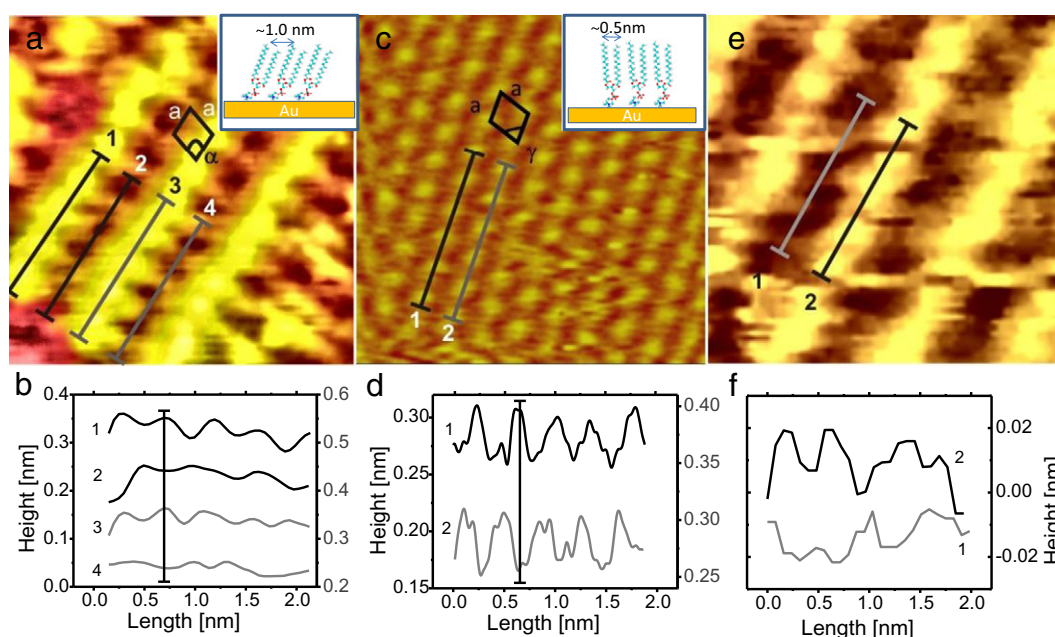 a
~1.0 nm
Au
a a
α
1
2
3
4
c
~0.5nm
Au
a
a
γ
1
2
e
1
2
b
0.4
0.3
0.2
0.1
0.0
0.6
0.5
0.4
0.3
0.2
1
2
3
4
Height [nm]
0.0 0.5 1.0 1.5 2.0
Length [nm]
d
0.30
0.25
0.20
0.15
0.40
0.35
0.30
0.25
1
2
Height [nm]
0.0 0.5 1.0 1.5 2.0
Length [nm]
f
0.02
0.00
-0.02
2
1
Height [nm]
0.0 0.5 1.0 1.5 2.0
Length [nm]